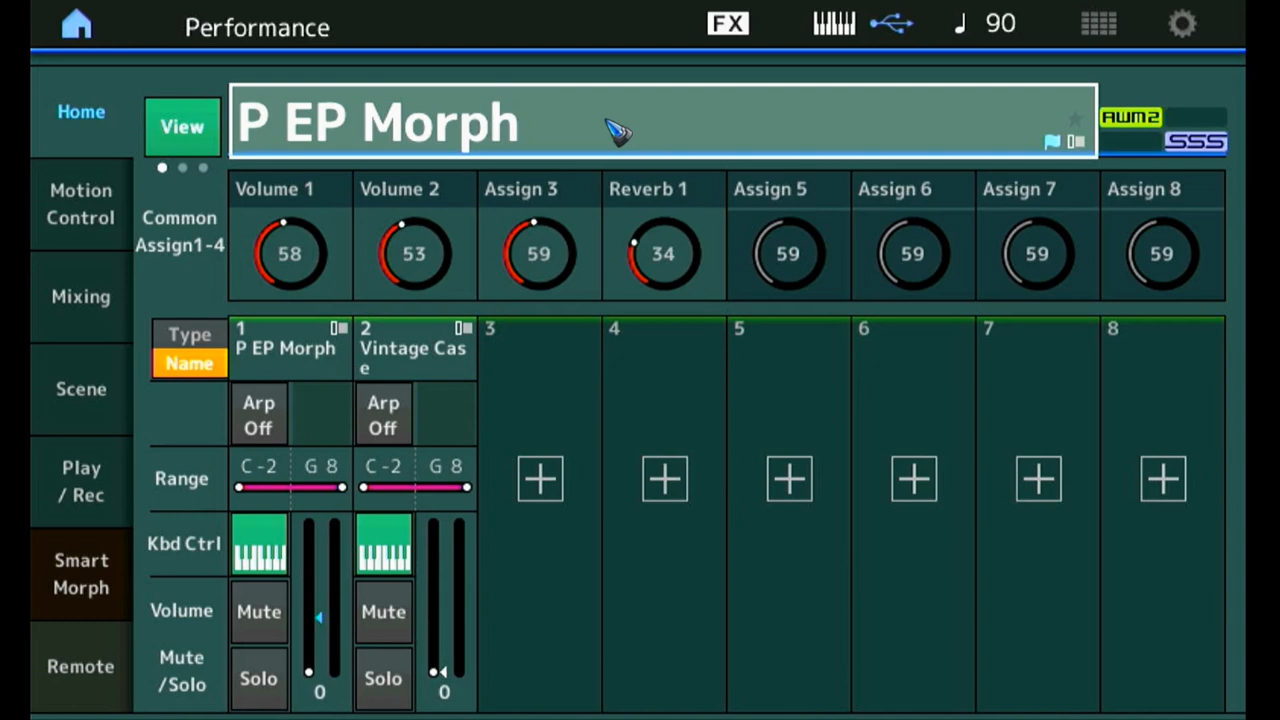 Performance
FX
90
Home
View
P EP Morph
AWM2
SSS
Motion
Control
Common
Assign1-4
Volume 1
Volume 2
Assign 3
Reverb 1
Assign 5
Assign 6
Assign 7
Assign 8
58
53
59
34
59
59
59
59
Mixing
Scene
Play
/ Rec
Smart
Morph
Remote
Type
Name
1
P EP Morph
2
Vintage Cas
e
3
4
5
6
7
8
Arp
Off
Arp
Off
Range
C -2
G 8
C -2
G 8
Kbd Ctrl
Volume
Mute
Mute
Mute
/Solo
Solo
0
Solo
0